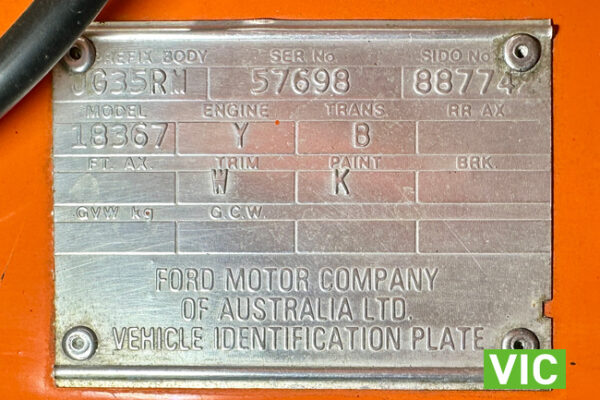 PREFIX BODY SER No SIDO No
JG35RM 57698 88774
MODEL ENGINE TRANS. RR AX
18367 Y B
FT. AX. TRIM PAINT BRK.
W K
GVW kg G.C.W.
FORD MOTOR COMPANY
OF AUSTRALIA LTD.
VEHICLE IDENTIFICATION PLATE
VIC